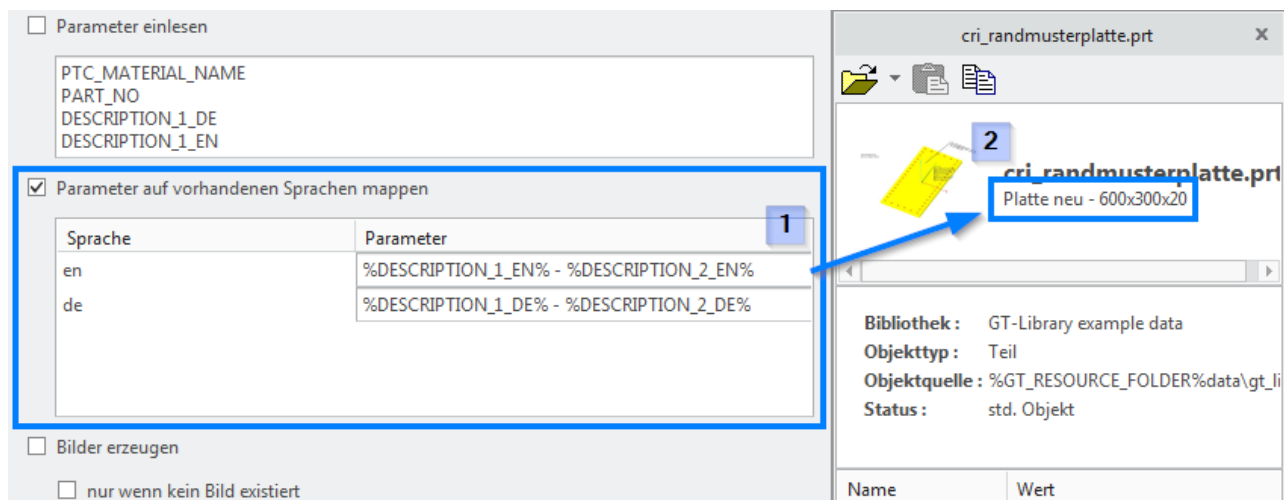 Parameter einlesen
PTC_MATERIAL_NAME
PART_NO
DESCRIPTION_1_DE
DESCRIPTION_1_EN
Parameter auf vorhandenen Sprachen mappen
1
Sprache Parameter
en %DESCRIPTION_1_EN% - %DESCRIPTION_2_EN%
de %DESCRIPTION_1_DE% - %DESCRIPTION_2_DE%
Bilder erzeugen
nur wenn kein Bild existiert
cri_randmusterplatte.prt x
2
cri_randmusterplatte.prt
Platte neu - 600x300x20
Bibliothek : GT-Library example data
Objekttyp : Teil
Objektquelle : %GT_RESOURCE_FOLDER%data\gt_li
Status : std. Objekt
Name Wert